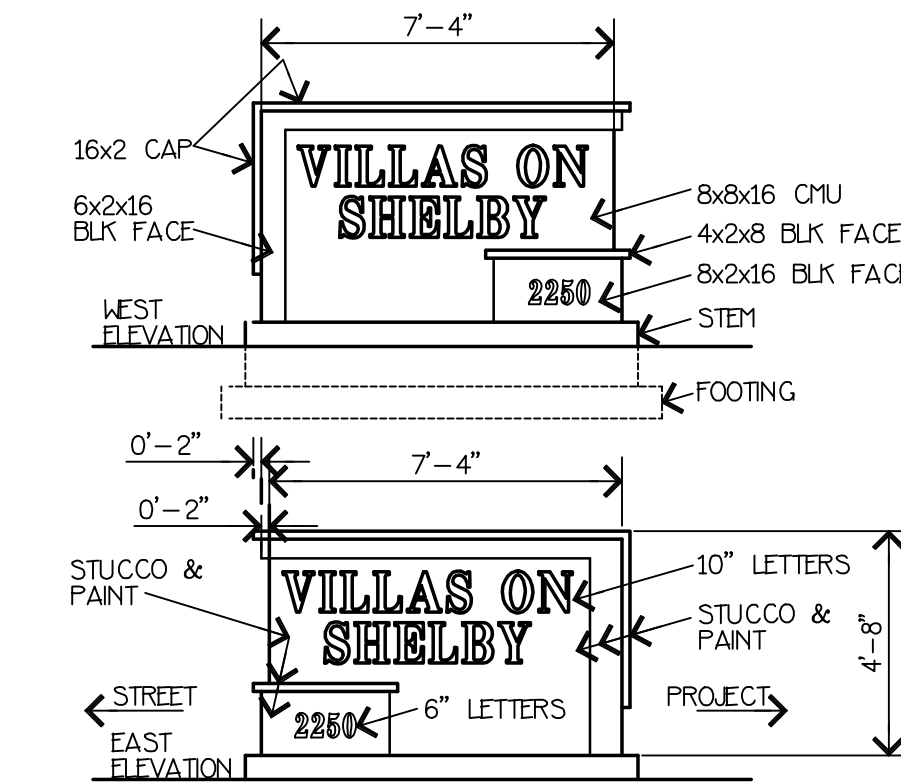 7'-4"
16x2 CAP
VILLAS ON
SHELBY
6x2x16
BLK FACE
8x8x16 CMU
4x2x8 BLK FACE
8x2x16 BLK FACE
2250
WEST
ELEVATION
STEM
FOOTING
0'-2"
7'-4"
0'-2"
STUCCO &
PAINT
VILLAS ON
SHELBY
10" LETTERS
STUCCO &
PAINT
4'-8"
STREET
PROJECT
2250
6" LETTERS
EAST
ELEVATION